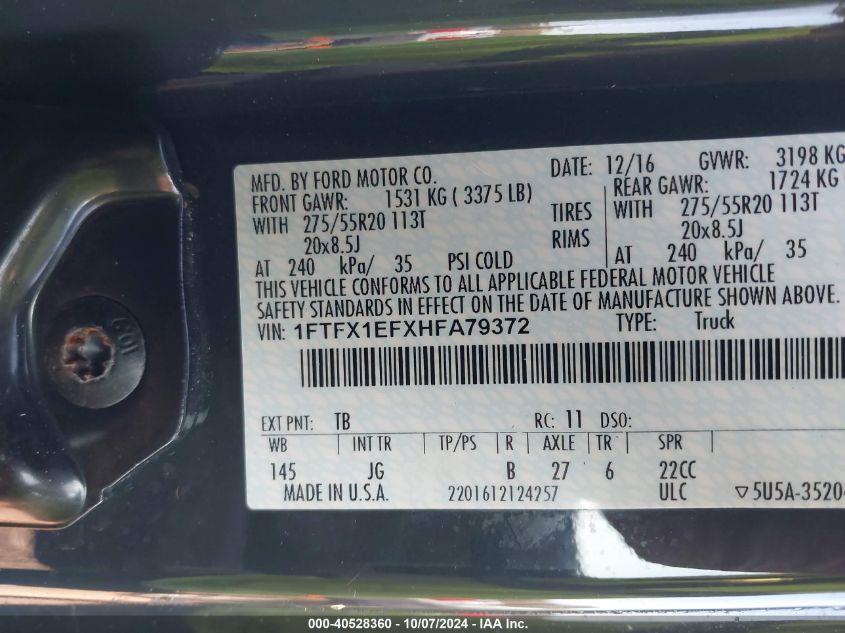 MFD. BY FORD MOTOR CO. DATE: 12/16 GVWR: 3198 KG
FRONT GAWR: 1531 KG ( 3375 LB) REAR GAWR: 1724 KG (
WITH 275/55R20 113T TIRES WITH 275/55R20 113T
20x8.5J RIMS 20x8.5J
AT 240 kPa/ 35 PSI COLD AT 240 kPa/ 35
THIS VEHICLE CONFORMS TO ALL APPLICABLE FEDERAL MOTOR VEHICLE
SAFETY STANDARDS IN EFFECT ON THE DATE OF MANUFACTURE SHOWN ABOVE.
VIN: 1FTFX1EFXHFA79372 TYPE: Truck
EXT PNT: TB RC: 11 DSO:
WB INT TR TP/PS R AXLE TR SPR
145 JG B 27 6 22CC
MADE IN U.S.A. 2201612124257 ULC ▽5U5A-3520
000-40528360 - 10/07/2024 - IAA Inc.